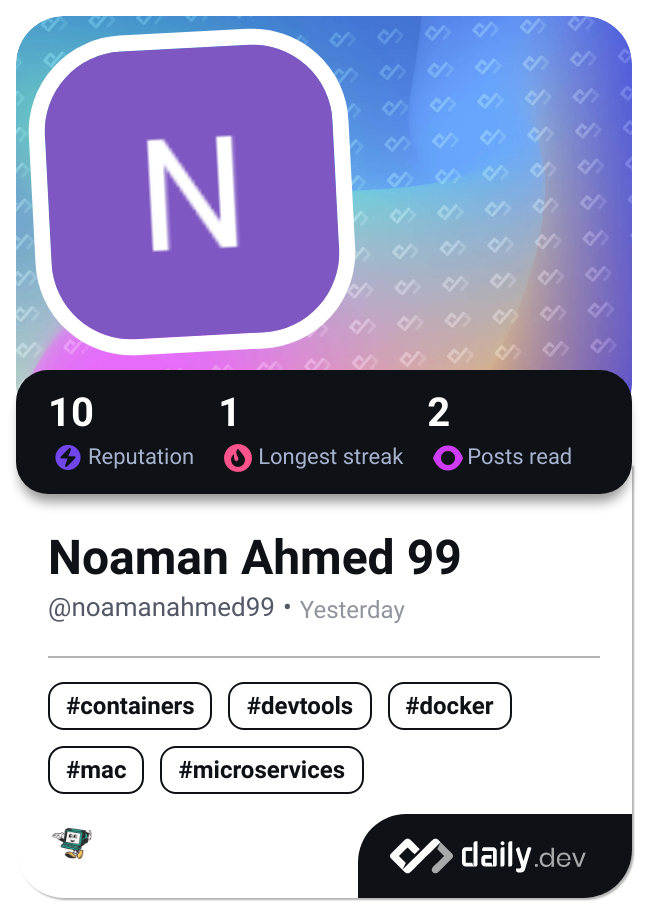 N
10 1 2
Reputation Longest streak Posts read
Noaman Ahmed 99
@noamanahmed99 • Yesterday
#containers #devtools #docker
#mac #microservices
daily.dev